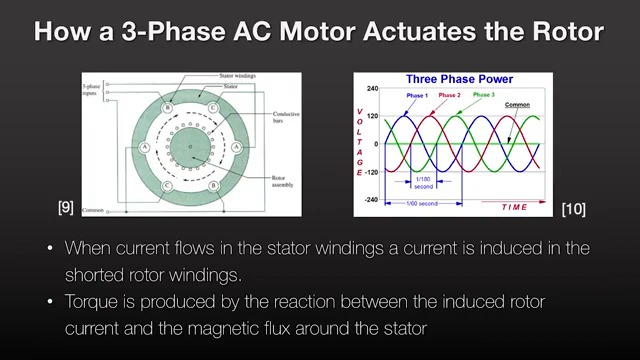 How a 3-Phase AC Motor Actuates the Rotor
Stator windings
3-phase
inputs
Stator
B
C
Conductive
bars
A
A
Rotor
assembly
C
B
Common
[9]
Three Phase Power
240
Phase 1
Phase 2
Phase 3
Common
120
0
-120
-240
VOLTAGE
1/180
second
1/60 second
TIME
[10]
• When current flows in the stator windings a current is induced in the
shorted rotor windings.
• Torque is produced by the reaction between the induced rotor
current and the magnetic flux around the stator